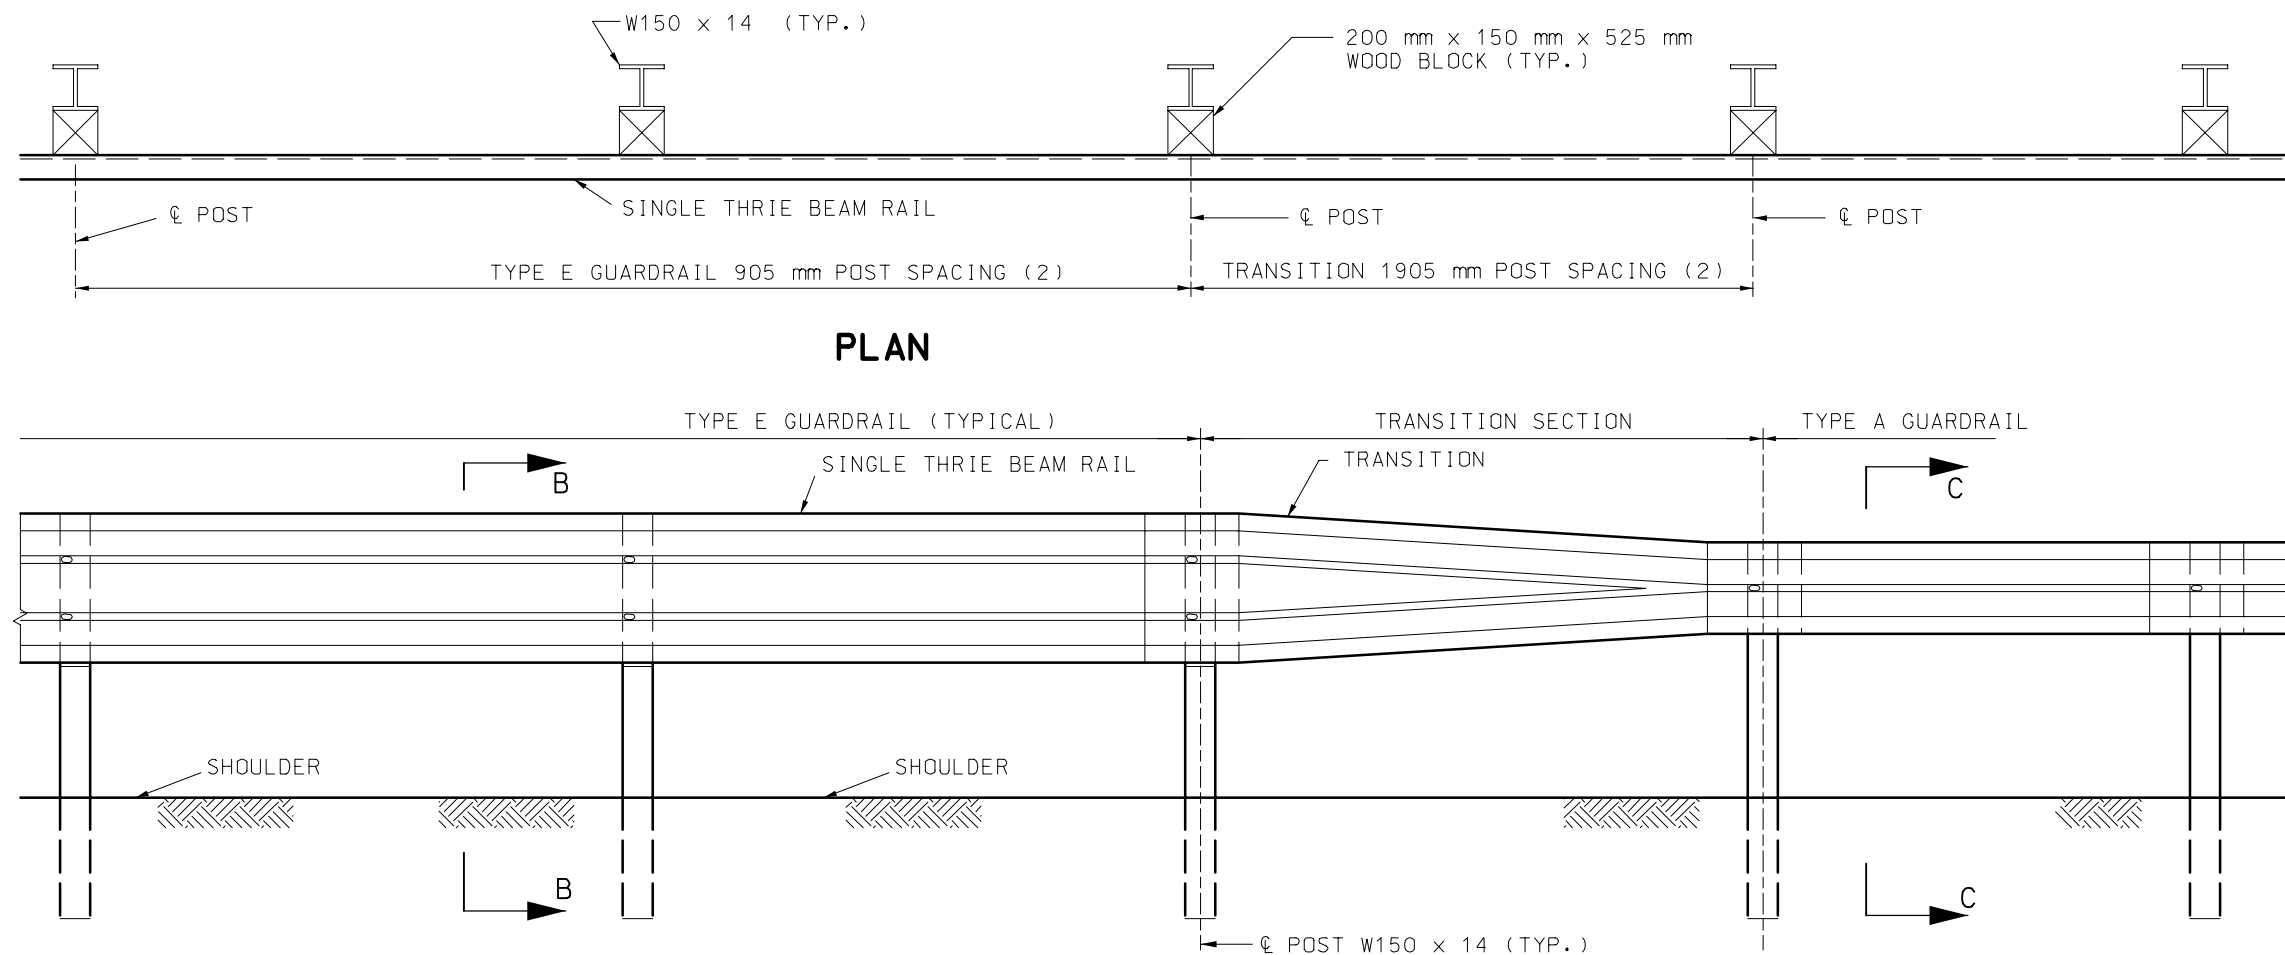 W150 x 14 (TYP.)
200 mm x 150 mm x 525 mm
WOOD BLOCK (TYP.)
℄ POST
SINGLE THRIE BEAM RAIL
℄ POST
℄ POST
TYPE E GUARDRAIL 905 mm POST SPACING (2)
TRANSITION 1905 mm POST SPACING (2)
PLAN
TYPE E GUARDRAIL (TYPICAL)
TRANSITION SECTION
TYPE A GUARDRAIL
B
SINGLE THRIE BEAM RAIL
TRANSITION
C
SHOULDER
SHOULDER
B
C
℄ POST W150 x 14 (TYP.)